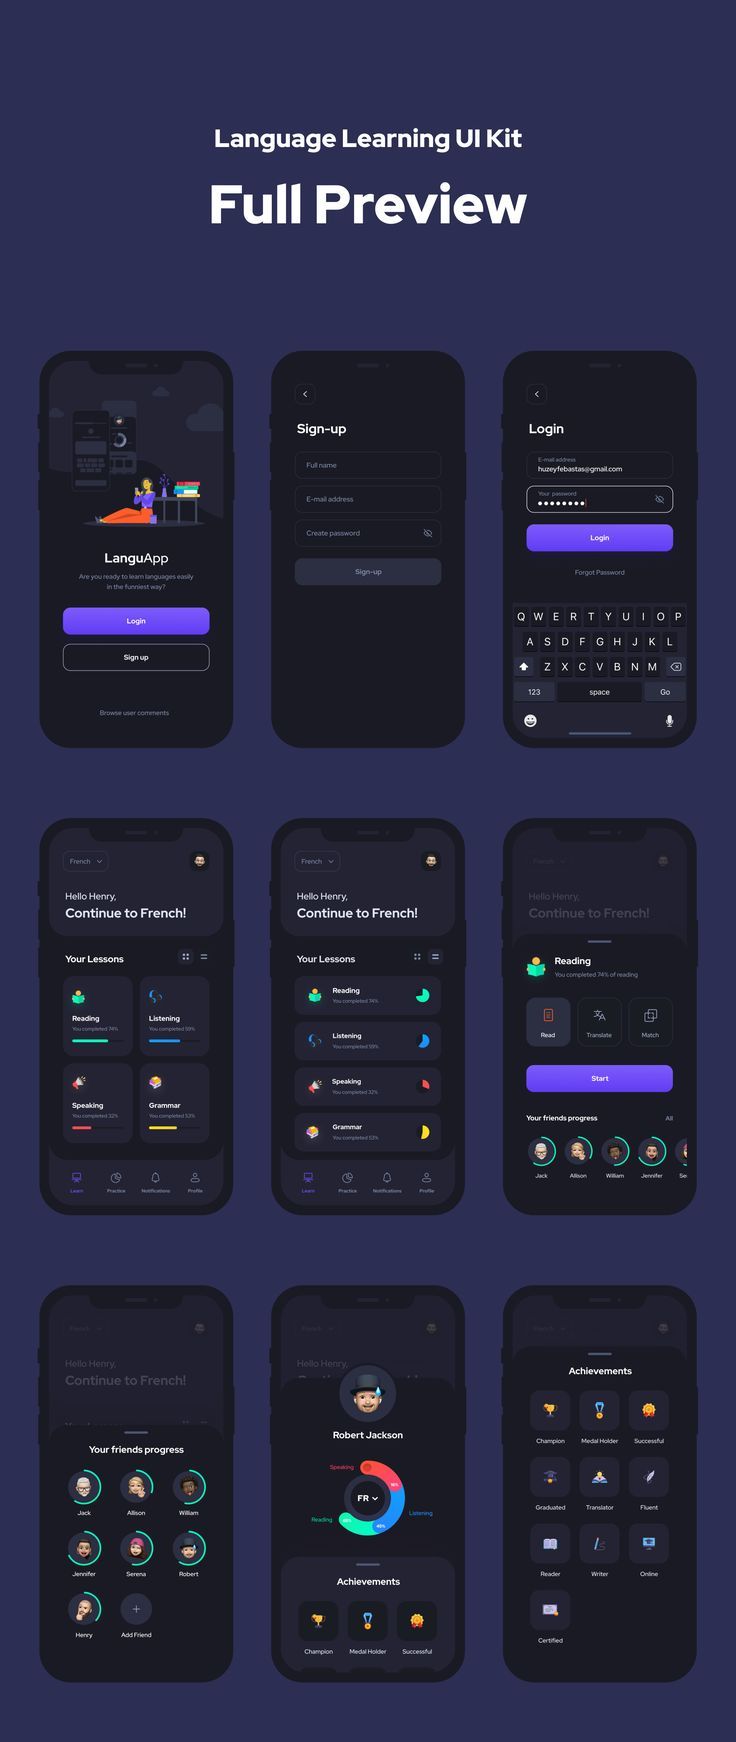 Language Learning UI Kit
Full Preview
LanguApp
Are you ready to learn languages easily
in the funniest way?
Login
Sign up
Browse user comments
Sign-up
Full name
E-mail address
Create password
Sign-up
Login
E-mail address
huzeyfebastas@gmail.com
Your password
Login
Forgot Password
Q W E R T Y U I O P
A S D F G H J K L
Z X C V B N M
123 space Go
French
Hello Henry,
Continue to French!
Your Lessons
Reading
You completed 74%
Listening
You completed 59%
Speaking
You completed 32%
Grammar
You completed 53%
Learn Practice Notifications Profile
French
Hello Henry,
Continue to French!
Your Lessons
Reading
You completed 74%
Listening
You completed 59%
Speaking
You completed 32%
Grammar
You completed 53%
Learn Practice Notifications Profile
French
Hello Henry,
Continue to French!
Reading
You completed 74% of reading
Read Translate Match
Start
Your friends progress All
Jack Allison William Jennifer Se
French
Hello Henry,
Continue to French!
Your friends progress
Jack Allison William
Jennifer Serena Robert
Henry Add Friend
French
Hello Henry,
Robert Jackson
Speaking
FR
Reading
Listening
Achievements
Champion Medal Holder Successful
French
Achievements
Champion Medal Holder Successful
Graduated Translator Fluent
Reader Writer Online
Certified